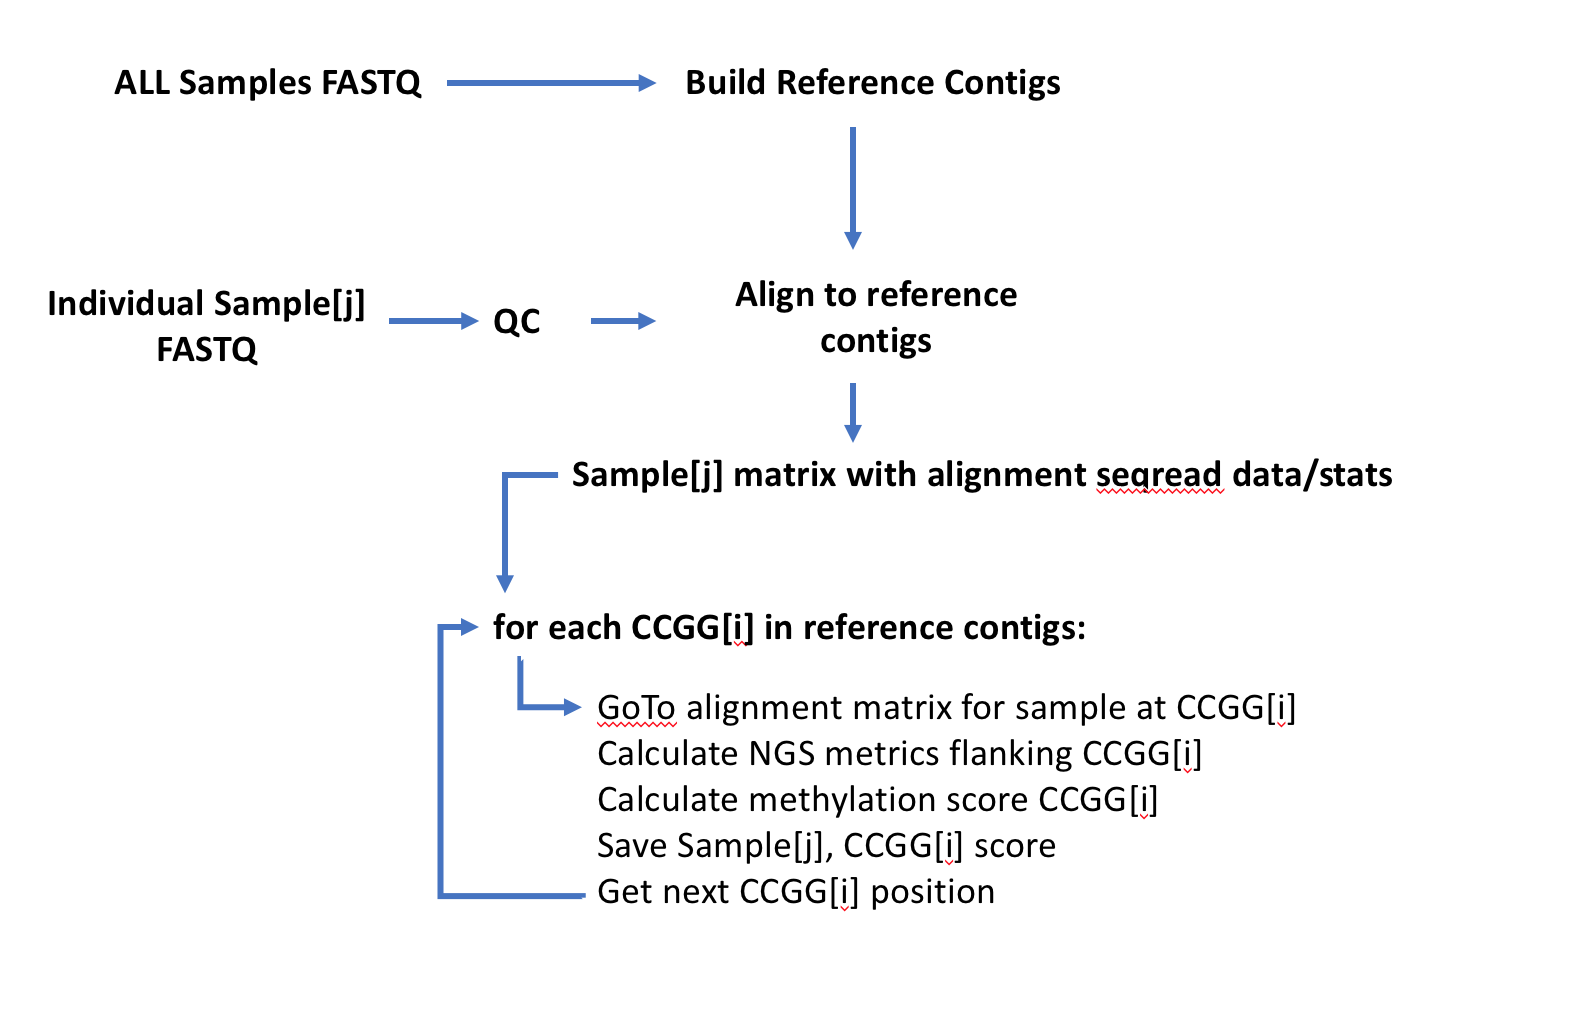 ALL Samples FASTQ
Build Reference Contigs
Individual Sample[j]
FASTQ
QC
Align to reference
contigs
Sample[j] matrix with alignment seqread data/stats
for each CCGG[i] in reference contigs:
GoTo alignment matrix for sample at CCGG[i]
Calculate NGS metrics flanking CCGG[i]
Calculate methylation score CCGG[i]
Save Sample[j], CCGG[i] score
Get next CCGG[i] position